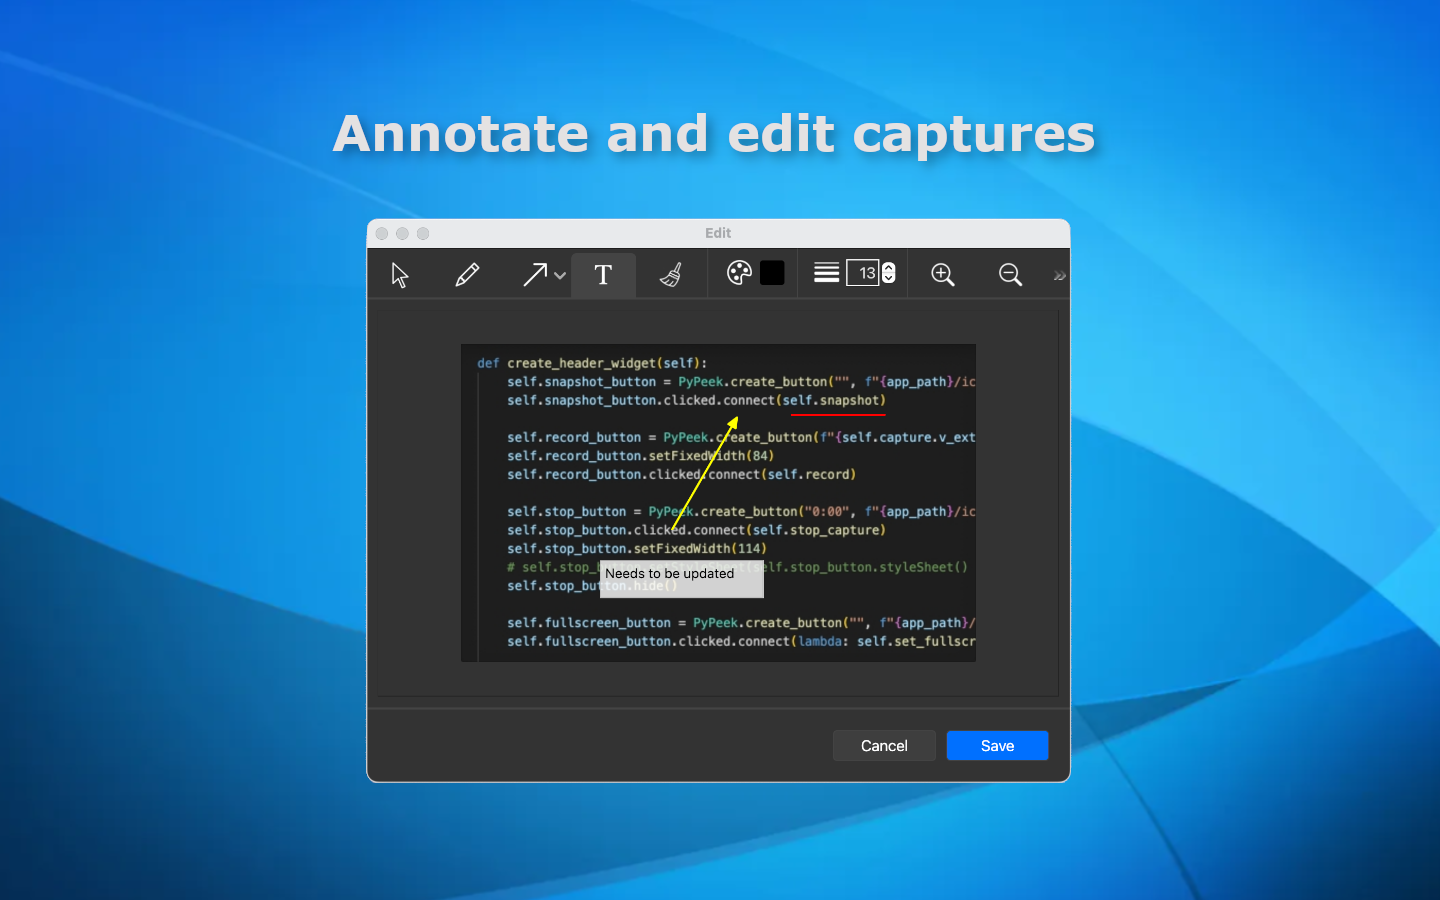 Annotate and edit captures
Edit
T
13
def create_header_widget(self):
self.snapshot_button = PyPeek.create_button("", f"{app_path}/ic
self.snapshot_button.clicked.connect(self.snapshot)
self.record_button = PyPeek.create_button(f"{self.capture.v_ext
self.record_button.setFixedWidth(84)
self.record_button.clicked.connect(self.record)
self.stop_button = PyPeek.create_button("0:00", f"{app_path}/ic
self.stop_button.clicked.connect(self.stop_capture)
self.stop_button.setFixedWidth(114)
# self.stop_button.setStyleSheet(self.stop_button.styleSheet()
Needs to be updated
self.stop_button.hide()
self.fullscreen_button = PyPeek.create_button("", f"{app_path}/
self.fullscreen_button.clicked.connect(lambda: self.set_fullscr
Cancel
Save